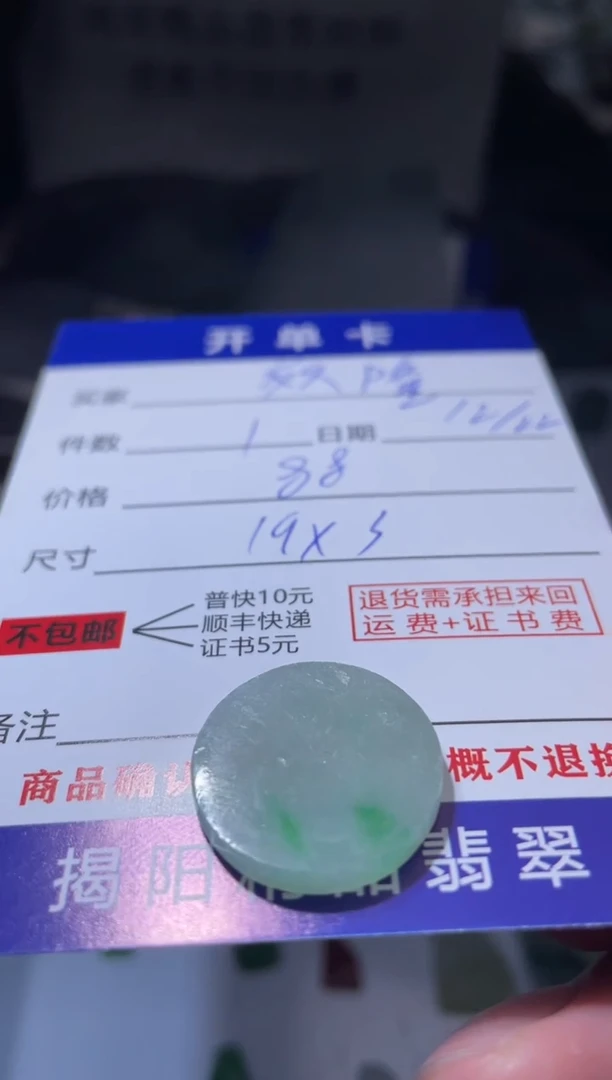 开单卡
买家
12/22
件数 1 日期
价格 88
尺寸 19X3
不包邮
普快10元
顺丰快递
证书5元
退货需承担来回
运费+证书费
备注
商品确认 概不退换
揭阳精品翡翠